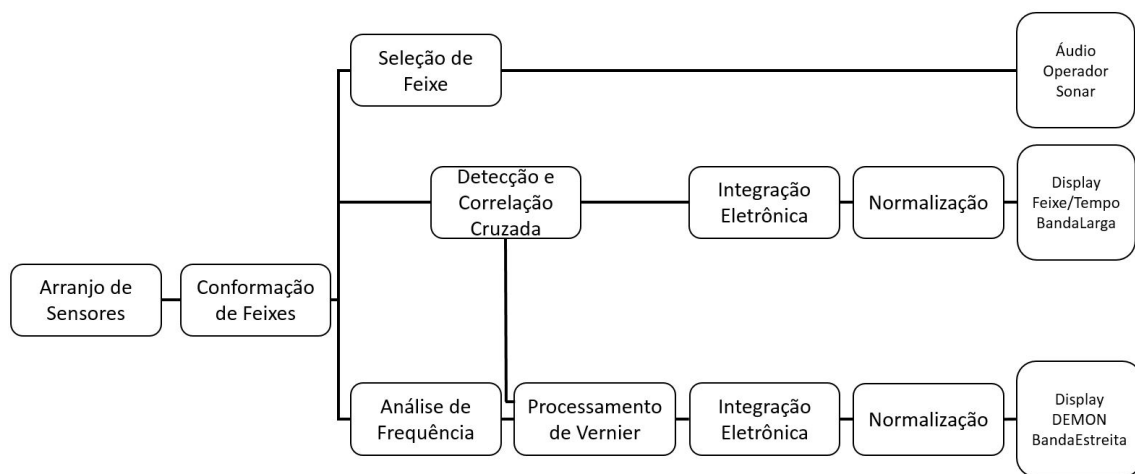 Seleção de
Feixe
Áudio
Operador
Sonar
Detecção e
Correlação
Cruzada
Integração
Eletrônica
Normalização
Display
Feixe/Tempo
BandaLarga
Arranjo de
Sensores
Conformação
de Feixes
Análise de
Frequência
Processamento
de Vernier
Integração
Eletrônica
Normalização
Display
DEMON
BandaEstreita